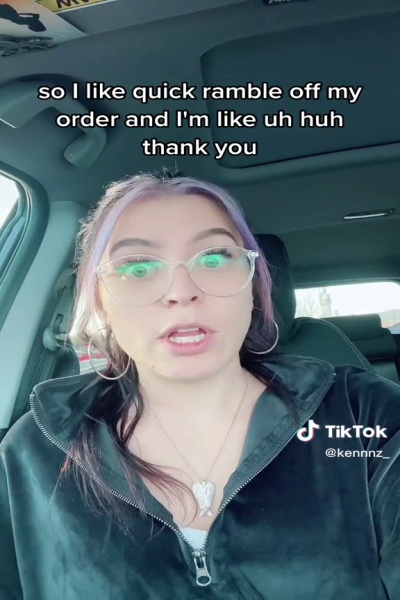 so I like quick ramble off my
order and I'm like uh huh
thank you
TikTok
@kennnz_